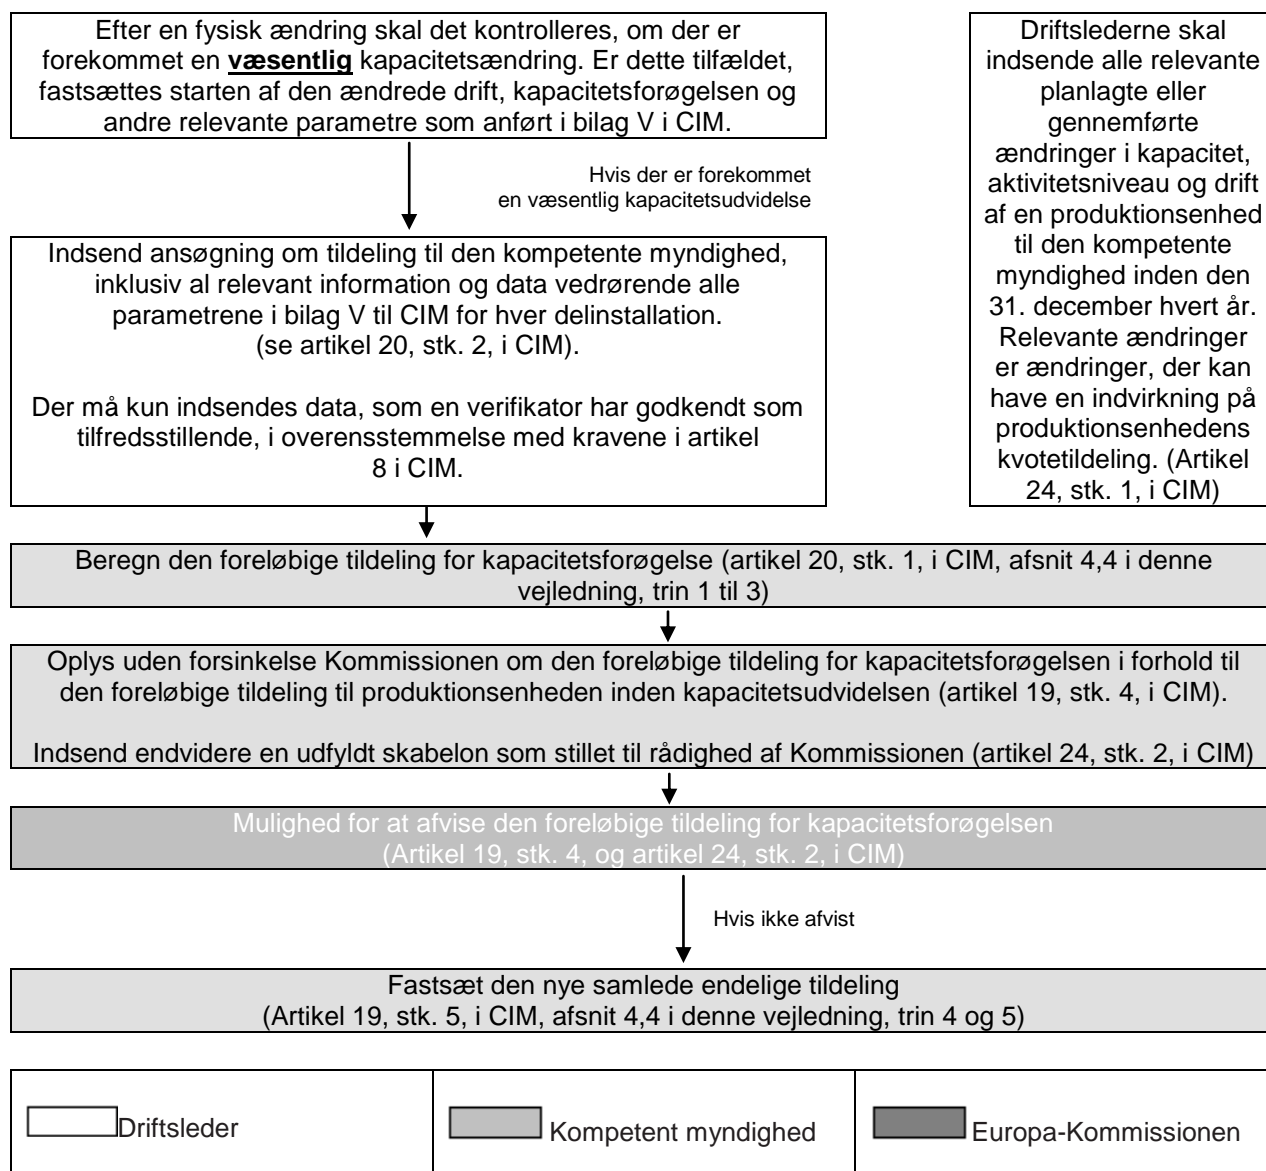 Efter en fysisk ændring skal det kontrolleres, om der er
forekommet en væsentlig kapacitetsændring. Er dette tilfældet,
fastsættes starten af den ændrede drift, kapacitetsforøgelsen og
andre relevante parametre som anført i bilag V i CIM.
Hvis der er forekommet
en væsentlig kapacitetsudvidelse
Indsend ansøgning om tildeling til den kompetente myndighed,
inklusiv al relevant information og data vedrørende alle
parametrene i bilag V til CIM for hver delinstallation.
(se artikel 20, stk. 2, i CIM).
Der må kun indsendes data, som en verifikator har godkendt som
tilfredsstillende, i overensstemmelse med kravene i artikel
8 i CIM.
Driftslederne skal
indsende alle relevante
planlagte eller
gennemførte
ændringer i kapacitet,
aktivitetsniveau og drift
af en produktionsenhed
til den kompetente
myndighed inden den
31. december hvert år.
Relevante ændringer
er ændringer, der kan
have en indvirkning på
produktionsenhedens
kvotetildeling. (Artikel
24, stk. 1, i CIM)
Beregn den foreløbige tildeling for kapacitetsforøgelse (artikel 20, stk. 1, i CIM, afsnit 4,4 i denne
vejledning, trin 1 til 3)
Oplys uden forsinkelse Kommissionen om den foreløbige tildeling for kapacitetsforøgelsen i forhold til
den foreløbige tildeling til produktionsenheden inden kapacitetsudvidelsen (artikel 19, stk. 4, i CIM).
Indsend endvidere en udfyldt skabelon som stillet til rådighed af Kommissionen (artikel 24, stk. 2, i CIM)
Mulighed for at afvise den foreløbige tildeling for kapacitetsforøgelsen
(Artikel 19, stk. 4, og artikel 24, stk. 2, i CIM)
Hvis ikke afvist
Fastsæt den nye samlede endelige tildeling
(Artikel 19, stk. 5, i CIM, afsnit 4,4 i denne vejledning, trin 4 og 5)
Driftsleder
Kompetent myndighed
Europa-Kommissionen